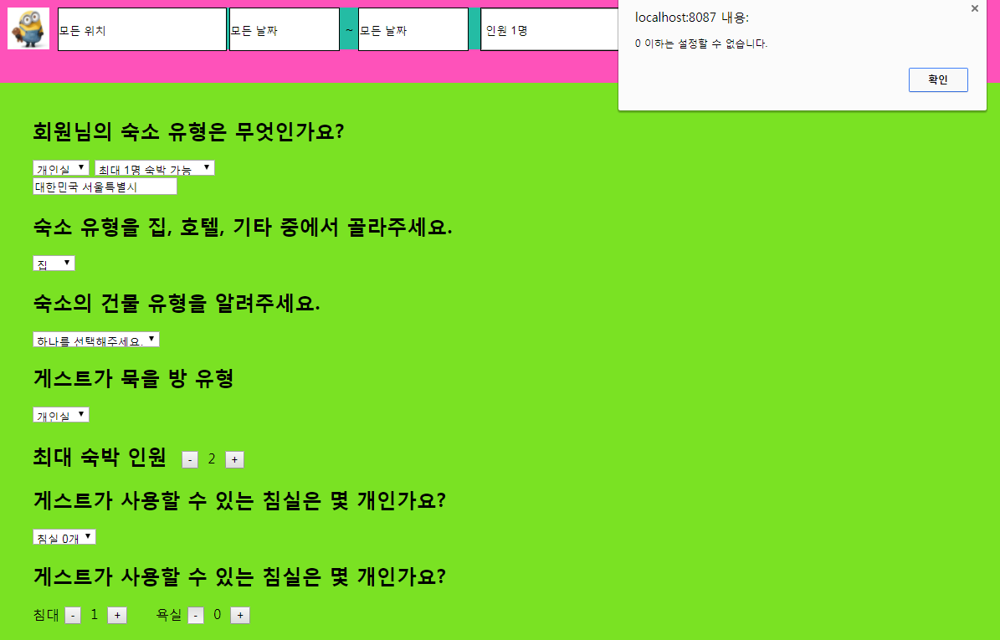 모든 위치 모든 날짜 ~ 모든 날짜 인원 1명
localhost:8087 내용:
0 이하는 설정할 수 없습니다.
확인
회원님의 숙소 유형은 무엇인가요?
개인실 최대 1명 숙박 가능
대한민국 서울특별시
숙소 유형을 집, 호텔, 기타 중에서 골라주세요.
집
숙소의 건물 유형을 알려주세요.
하나를 선택해주세요.
게스트가 묵을 방 유형
개인실
최대 숙박 인원 - 2 +
게스트가 사용할 수 있는 침실은 몇 개인가요?
침실 0개
게스트가 사용할 수 있는 침실은 몇 개인가요?
침대 - 1 + 욕실 - 0 +